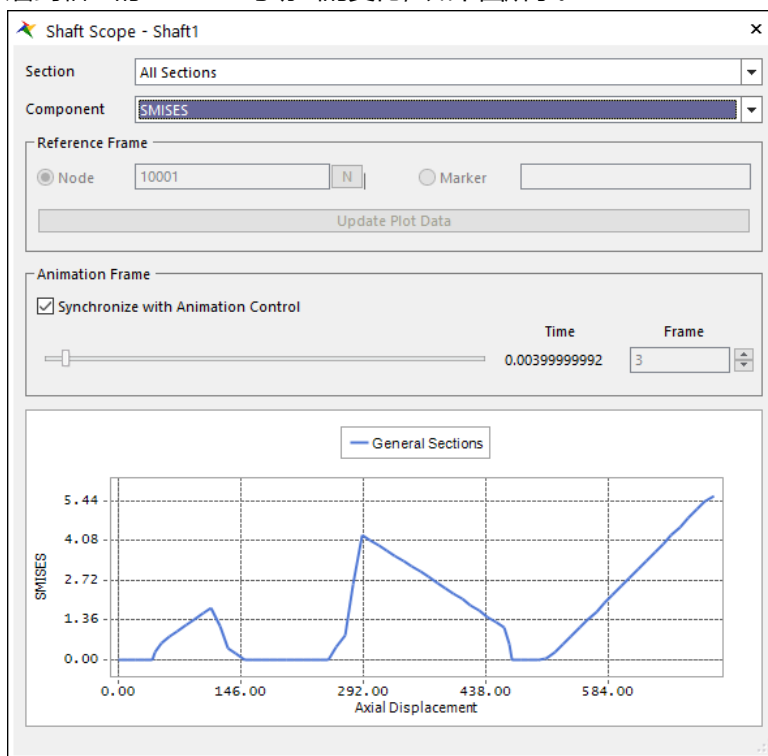 Shaft Scope - Shaft1
Section All Sections
Component SMISES
Reference Frame
Node 10001 N Marker
Update Plot Data
Animation Frame
Synchronize with Animation Control
Time Frame
0.00399999992 3
General Sections
5.44
4.08
2.72
1.36
0.00
SMISES
0.00 146.00 292.00 438.00 584.00
Axial Displacement